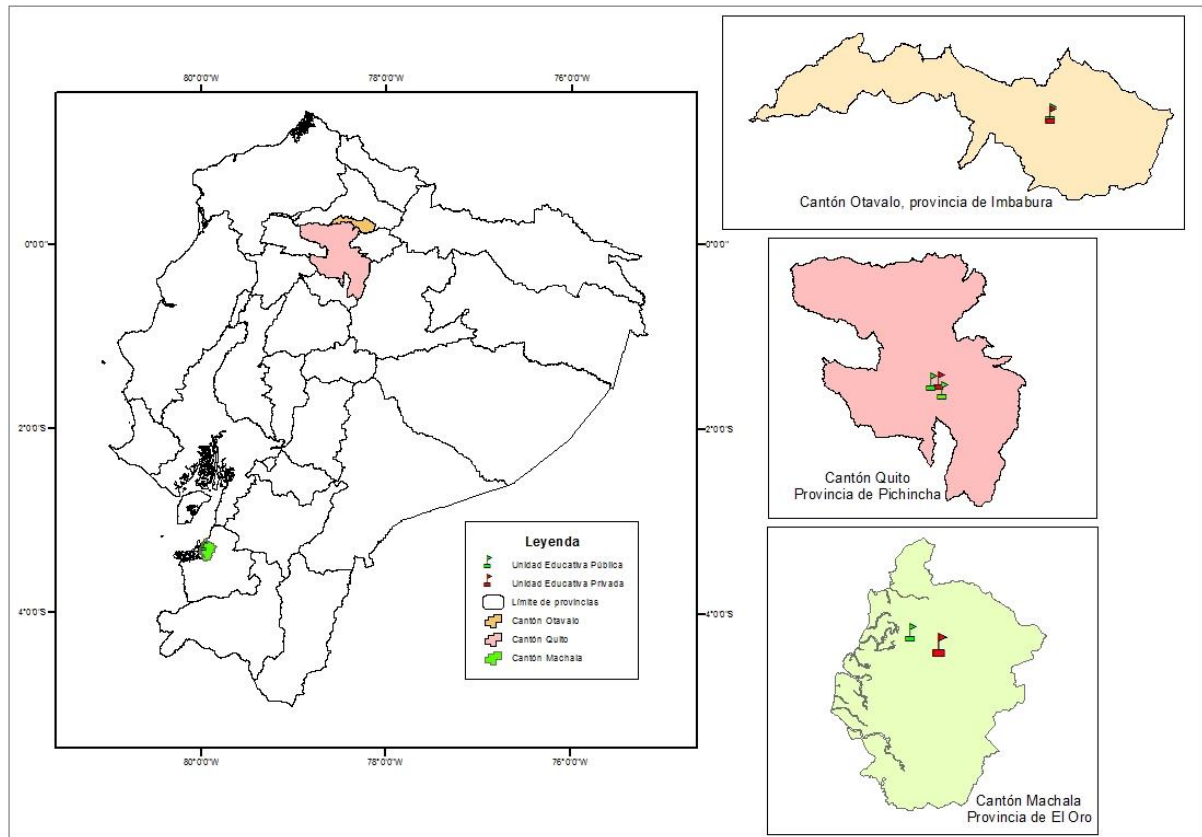 80°0'0"W
78°0'0"W
76°0'0"W
0°0'0"
0°0'0"
2°0'0"S
2°0'0"S
4°0'0"S
4°0'0"S
80°0'0"W
78°0'0"W
76°0'0"W
Leyenda
Unidad Educativa Pública
Unidad Educativa Privada
Límite de provincias
Cantón Otavalo
Cantón Quito
Cantón Machala
Cantón Otavalo, provincia de Imbabura
Cantón Quito
Provincia de Pichincha
Cantón Machala
Provincia de El Oro